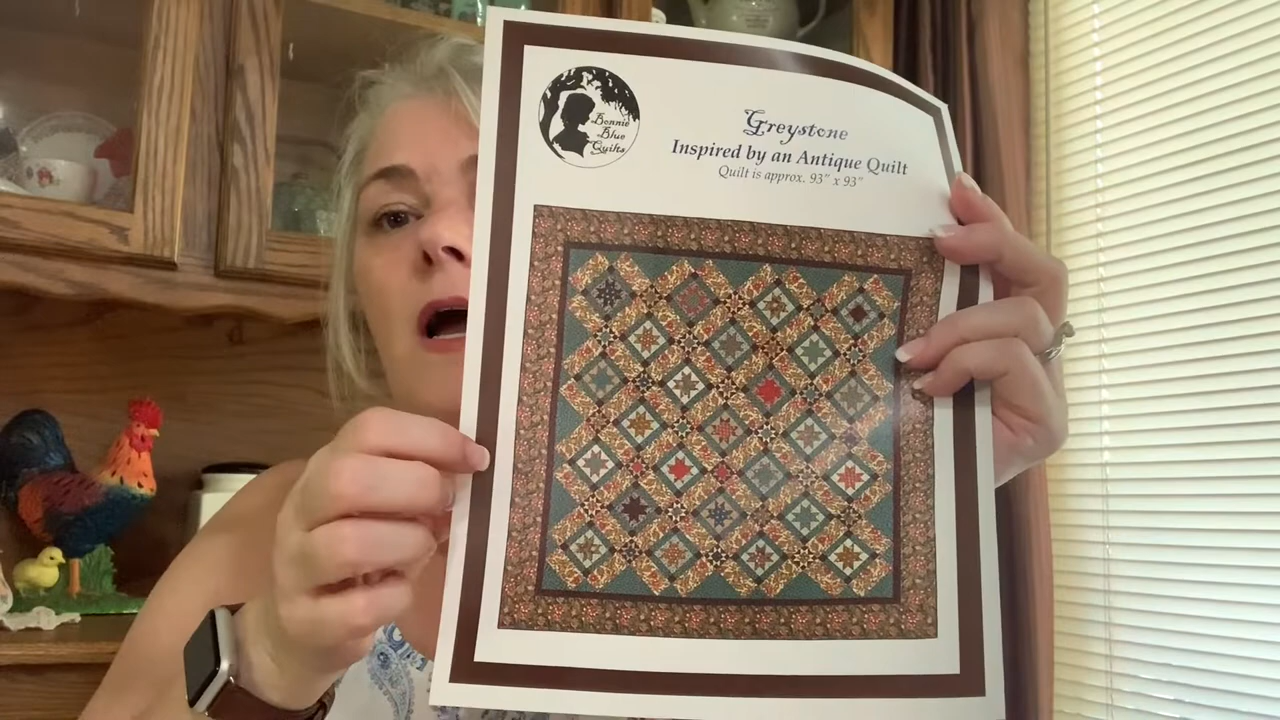 Bonnie
Blue
Quilts
Greystone
Inspired by an Antique Quilt
Quilt is approx. 93" x 93"